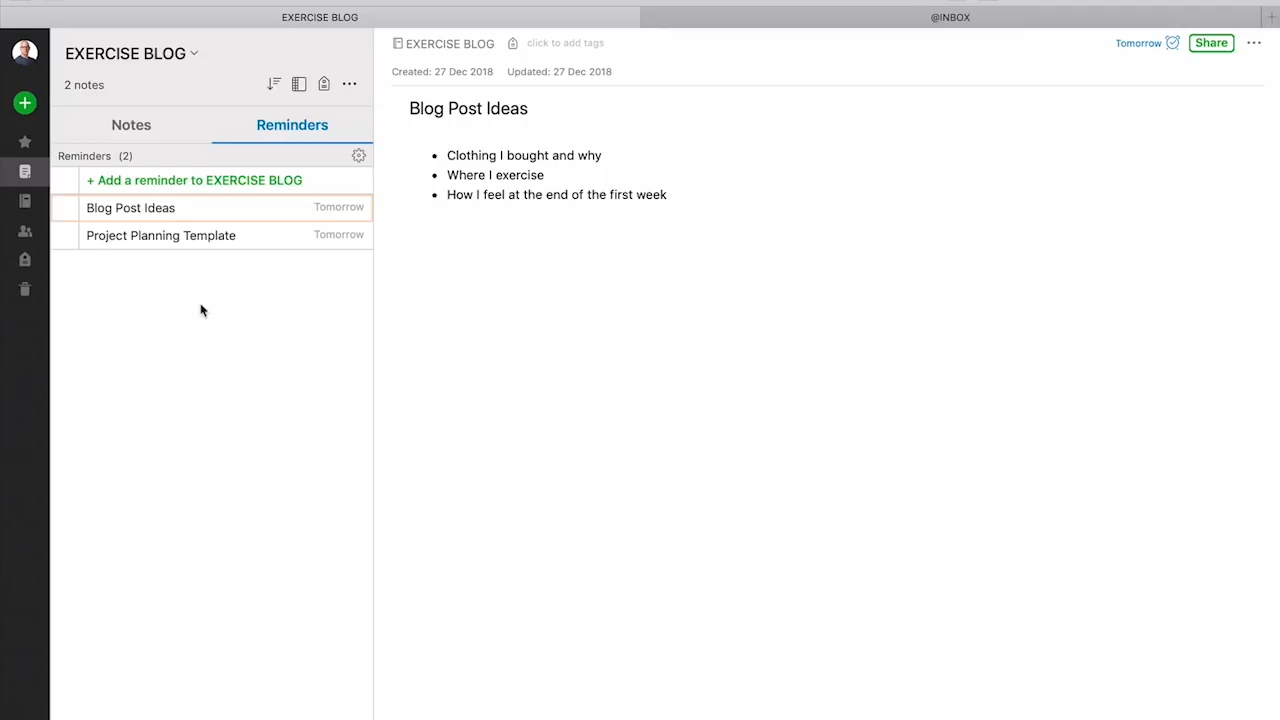 EXERCISE BLOG
@INBOX
EXERCISE BLOG
2 notes
Notes
Reminders
Reminders (2)
+ Add a reminder to EXERCISE BLOG
Blog Post Ideas
Tomorrow
Project Planning Template
Tomorrow
EXERCISE BLOG
click to add tags
Tomorrow
Share
Created: 27 Dec 2018
Updated: 27 Dec 2018
Blog Post Ideas
• Clothing I bought and why
• Where I exercise
• How I feel at the end of the first week